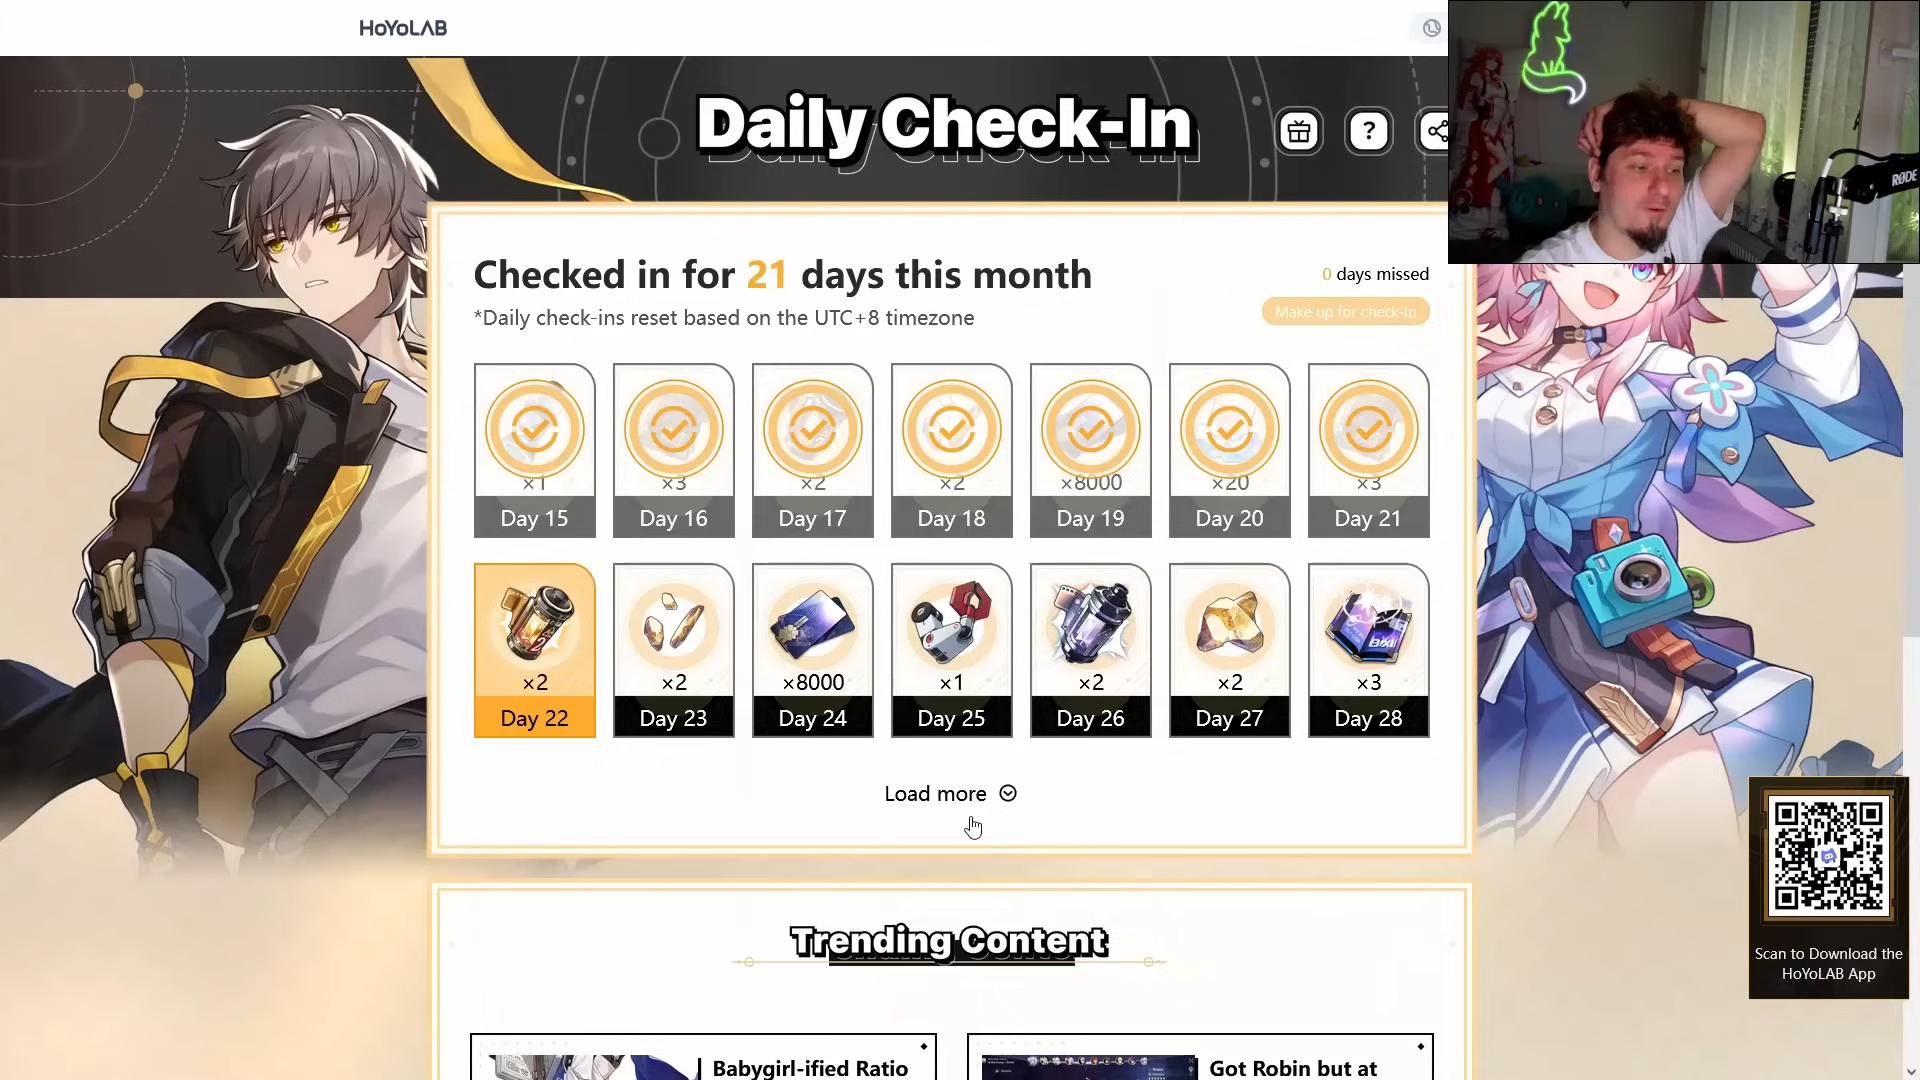 HoYoLAB
Daily Check-In
?
RØDE
Checked in for 21 days this month
0 days missed
*Daily check-ins reset based on the UTC+8 timezone
Make up for check-in
×1 ×3 ×2 ×2 ×8000 ×20 ×3
Day 15 Day 16 Day 17 Day 18 Day 19 Day 20 Day 21
×2 ×2 ×8000 ×1 ×2 ×2 ×3
Day 22 Day 23 Day 24 Day 25 Day 26 Day 27 Day 28
Load more
Scan to Download the
HoYoLAB App
Trending Content
Babygirl-ified Ratio
Got Robin but at